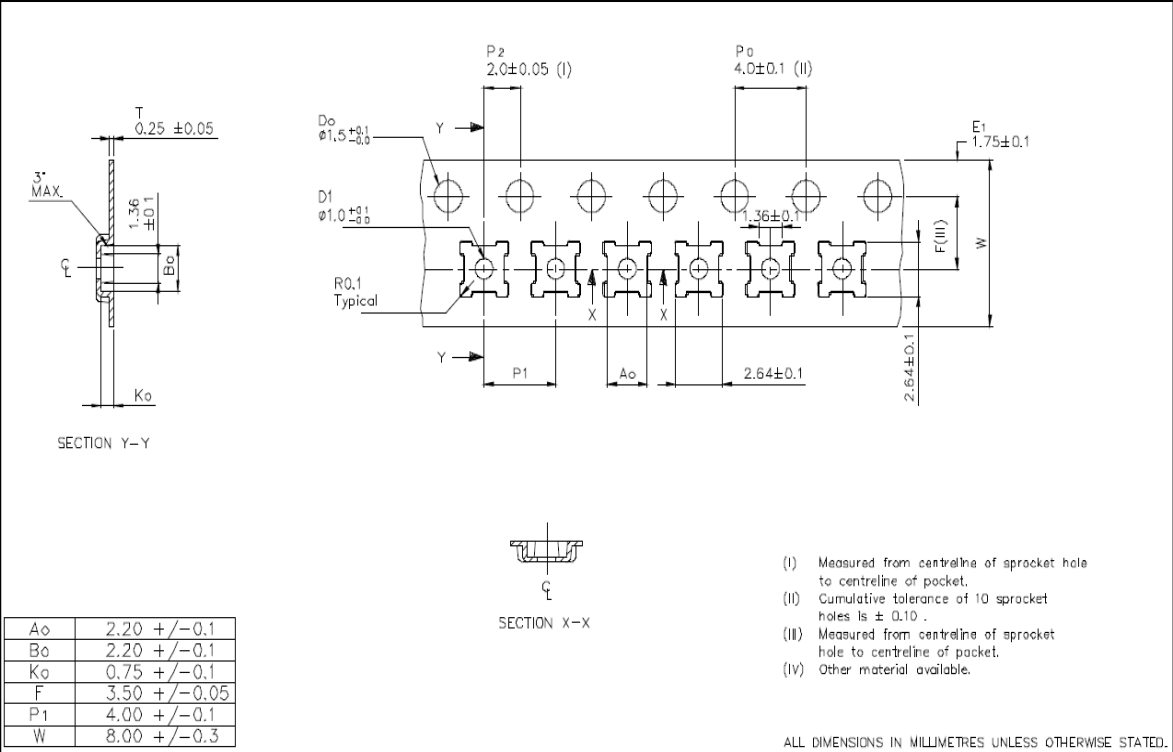 P2
2.0±0.05 (I)
Po
4.0±0.1 (II)
T
0.25 ±0.05
Do
ø1.5 +0.1 -0.0
Y
E1
1.75±0.1
3°
MAX.
1.36
±0.1
D1
ø1.0 +0.1 -0.0
1.36±0.1
F(III)
W
Bo
R0.1
Typical
X
X
Y
P1
Ao
2.64±0.1
2.64±0.1
Ko
SECTION Y-Y
SECTION X-X
(I) Measured from centreline of sprocket hole
to centreline of pocket.
(II) Cumulative tolerance of 10 sprocket
holes is ± 0.10 .
(III) Measured from centreline of sprocket
hole to centreline of pocket.
(IV) Other material available.
Ao 2.20 +/-0.1
Bo 2.20 +/-0.1
Ko 0.75 +/-0.1
F 3.50 +/-0.05
P1 4.00 +/-0.1
W 8.00 +/-0.3
ALL DIMENSIONS IN MILLIMETRES UNLESS OTHERWISE STATED.